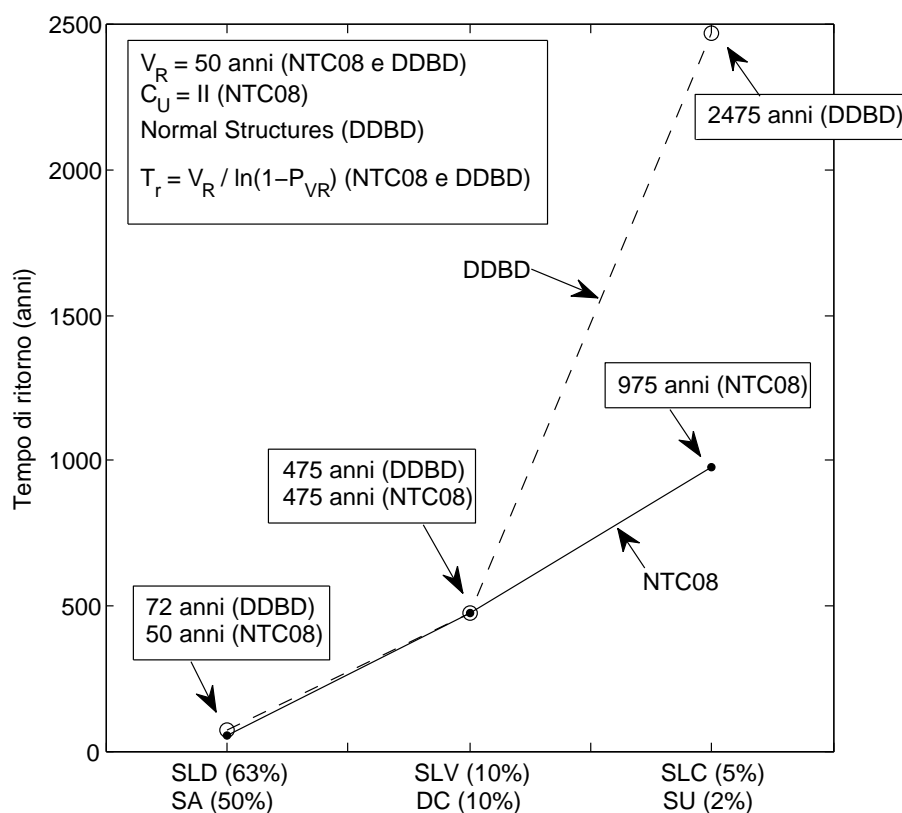 2500
2000
1500
1000
500
0
Tempo di ritorno (anni)
V_R = 50 anni (NTC08 e DDBD)
C_U = II (NTC08)
Normal Structures (DDBD)
T_r = V_R / ln(1−P_VR) (NTC08 e DDBD)
2475 anni (DDBD)
DDBD
975 anni (NTC08)
475 anni (DDBD)
475 anni (NTC08)
NTC08
72 anni (DDBD)
50 anni (NTC08)
SLD (63%)
SA (50%)
SLV (10%)
DC (10%)
SLC (5%)
SU (2%)